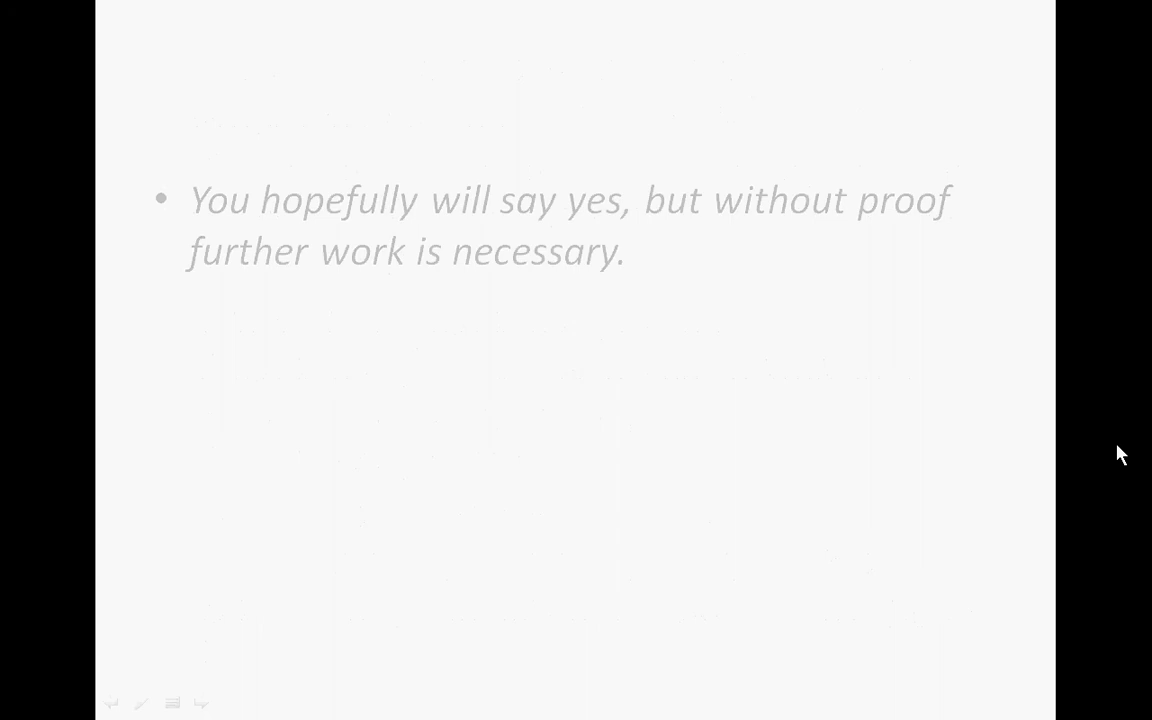 • You hopefully will say yes, but without proof
further work is necessary.